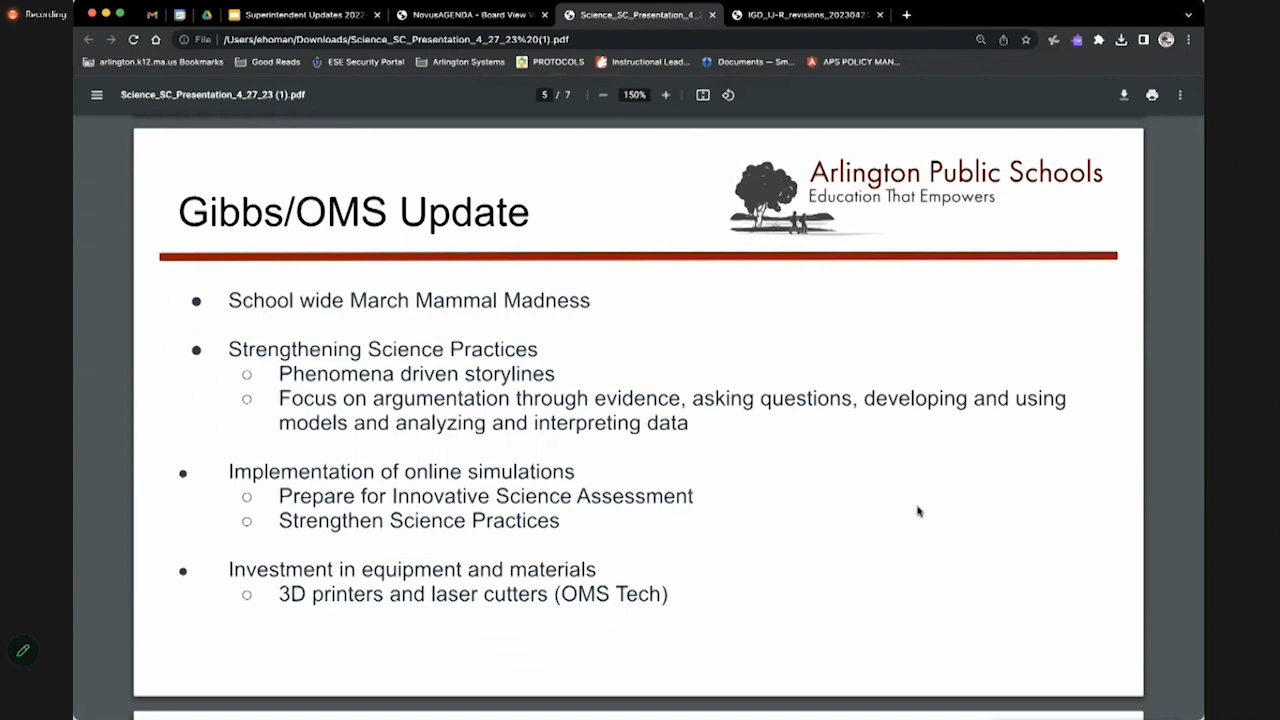 Recording
Superintendent Updates 2022-
NovusAGENDA - Board View
Science_SC_Presentation_4_
IGD_IJ-R_revisions_20230424
File
/Users/ehoman/Downloads/Science_SC_Presentation_4_27_23%20(1).pdf
arlington.k12.ma.us Bookmarks
Good Reads
ESE Security Portal
Arlington Systems
PROTOCOLS
Instructional Lead...
Documents — Sm...
APS POLICY MAN...
Science_SC_Presentation_4_27_23 (1).pdf
5 / 7
150%
Arlington Public Schools
Education That Empowers
Gibbs/OMS Update
● School wide March Mammal Madness
● Strengthening Science Practices
○ Phenomena driven storylines
○ Focus on argumentation through evidence, asking questions, developing and using
models and analyzing and interpreting data
● Implementation of online simulations
○ Prepare for Innovative Science Assessment
○ Strengthen Science Practices
● Investment in equipment and materials
○ 3D printers and laser cutters (OMS Tech)